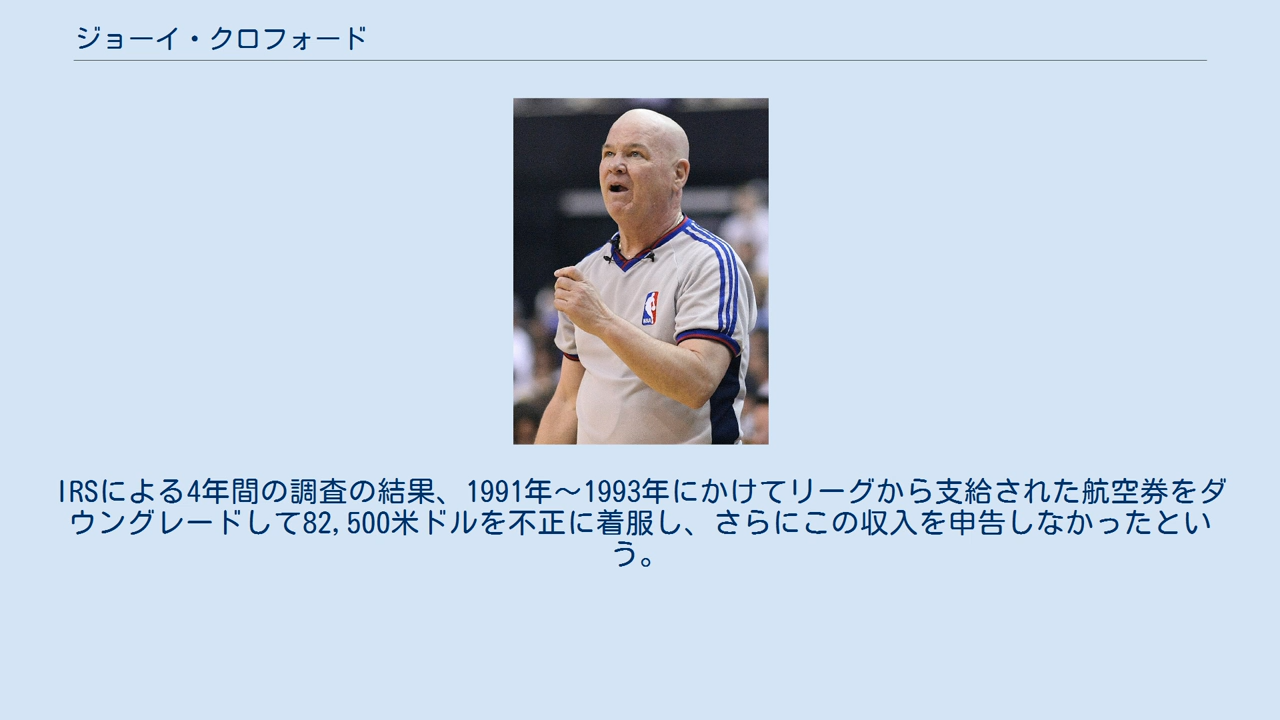 ジョーイ・クロフォード
IRSによる4年間の調査の結果、1991年～1993年にかけてリーグから支給された航空券をダ
ウングレードして82,500米ドルを不正に着服し、さらにこの収入を申告しなかったとい
う。